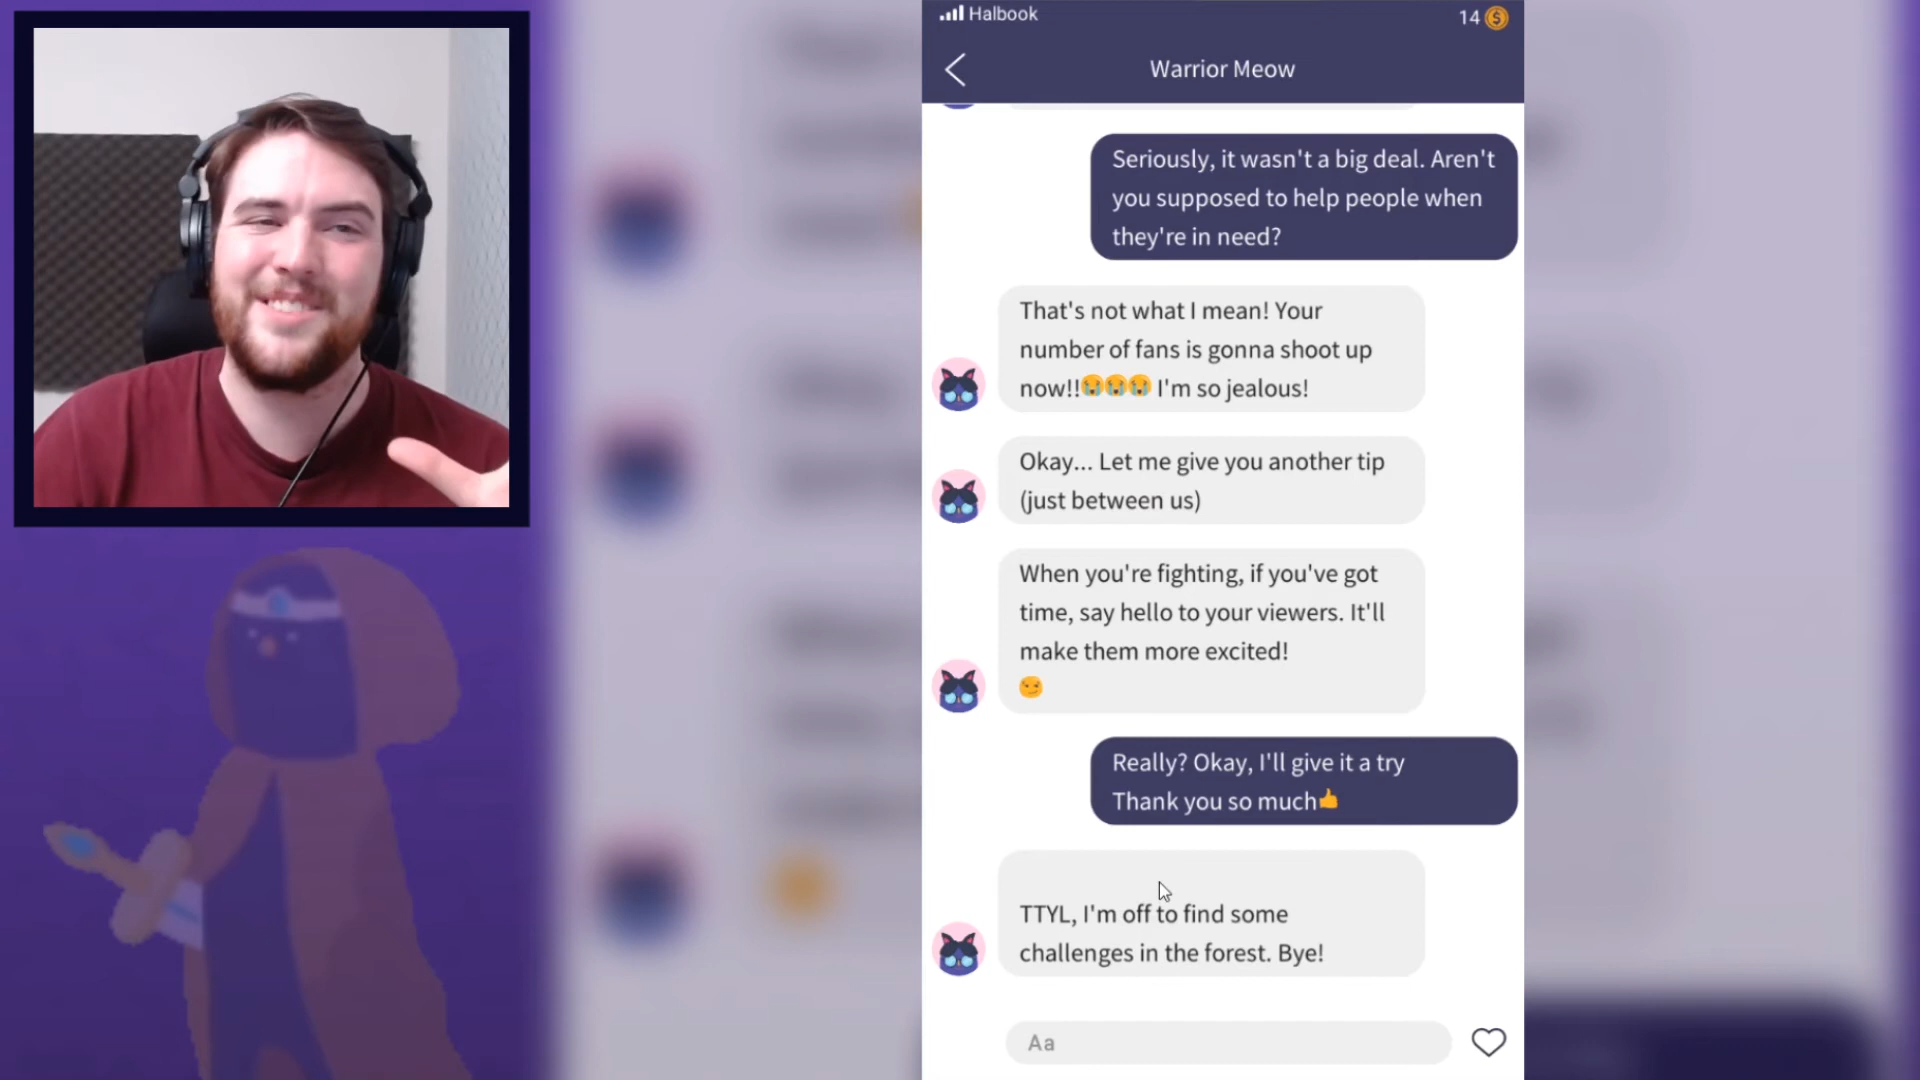 Halbook
14
Warrior Meow
Seriously, it wasn't a big deal. Aren't
you supposed to help people when
they're in need?
That's not what I mean! Your
number of fans is gonna shoot up
now!!😭😭😭 I'm so jealous!
Okay... Let me give you another tip
(just between us)
When you're fighting, if you've got
time, say hello to your viewers. It'll
make them more excited!
😏
Really? Okay, I'll give it a try
Thank you so much👍
TTYL, I'm off to find some
challenges in the forest. Bye!
Aa